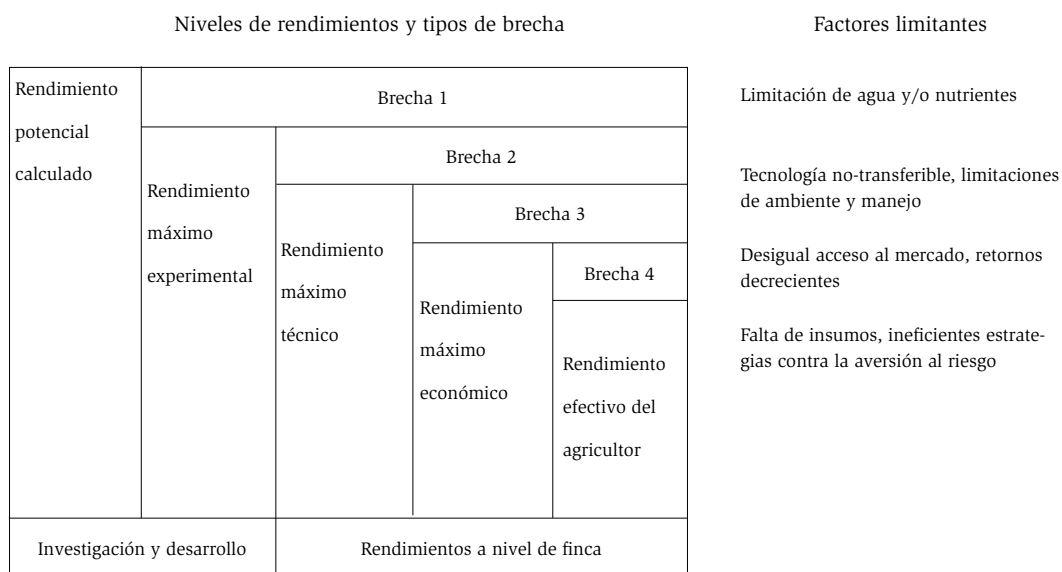 Niveles de rendimientos y tipos de brecha
Factores limitantes
Rendimiento
potencial
calculado
Brecha 1
Limitación de agua y/o nutrientes
Rendimiento
máximo
experimental
Brecha 2
Tecnología no-transferible, limitaciones
de ambiente y manejo
Rendimiento
máximo
técnico
Brecha 3
Desigual acceso al mercado, retornos
decrecientes
Rendimiento
máximo
económico
Brecha 4
Falta de insumos, ineficientes estrate-
gias contra la aversión al riesgo
Rendimiento
efectivo del
agricultor
Investigación y desarrollo
Rendimientos a nivel de finca